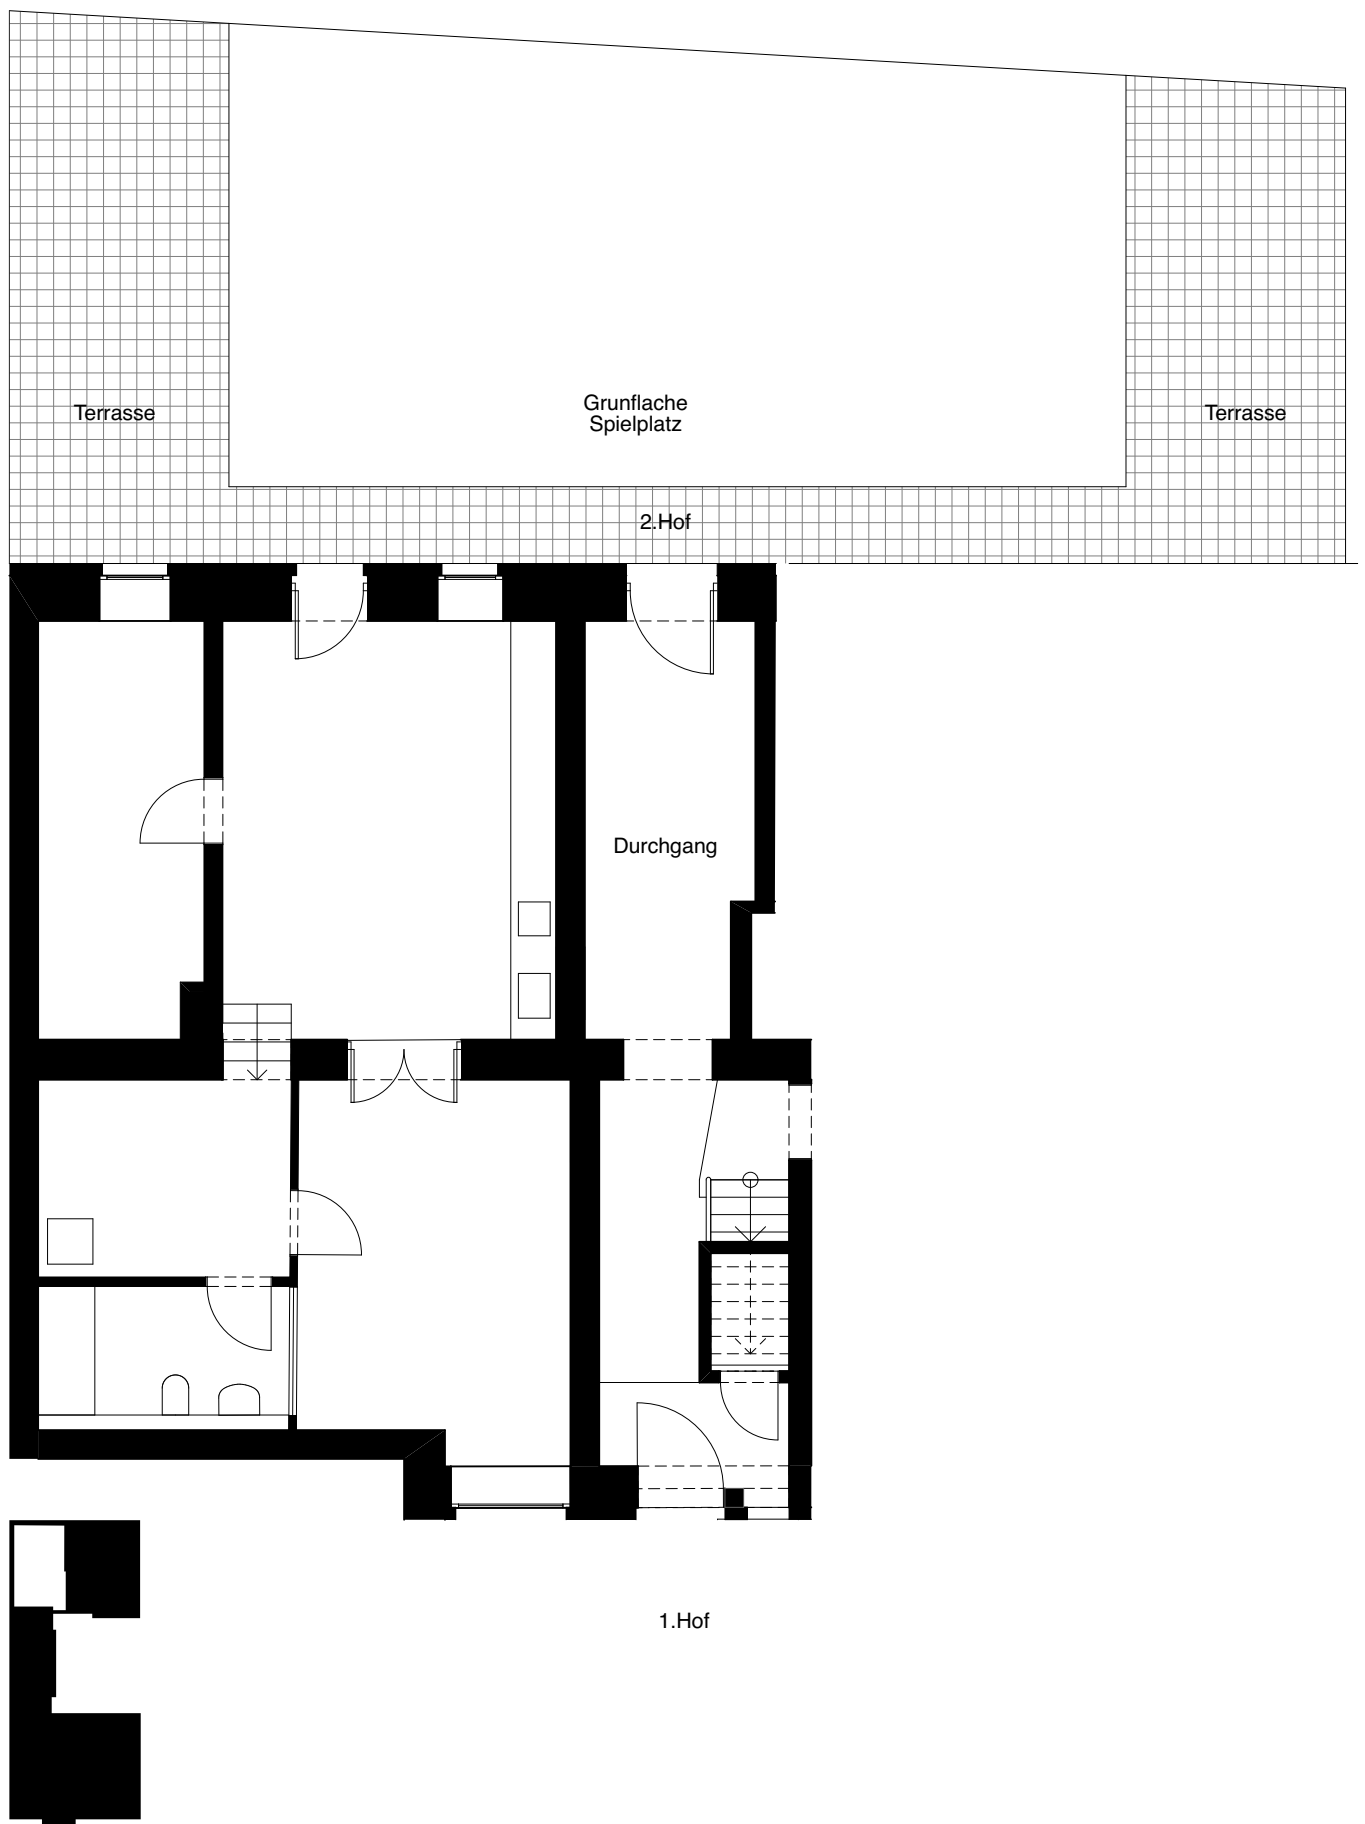 Terrasse
Grunflache
Spielplatz
Terrasse
2.Hof
Durchgang
1.Hof